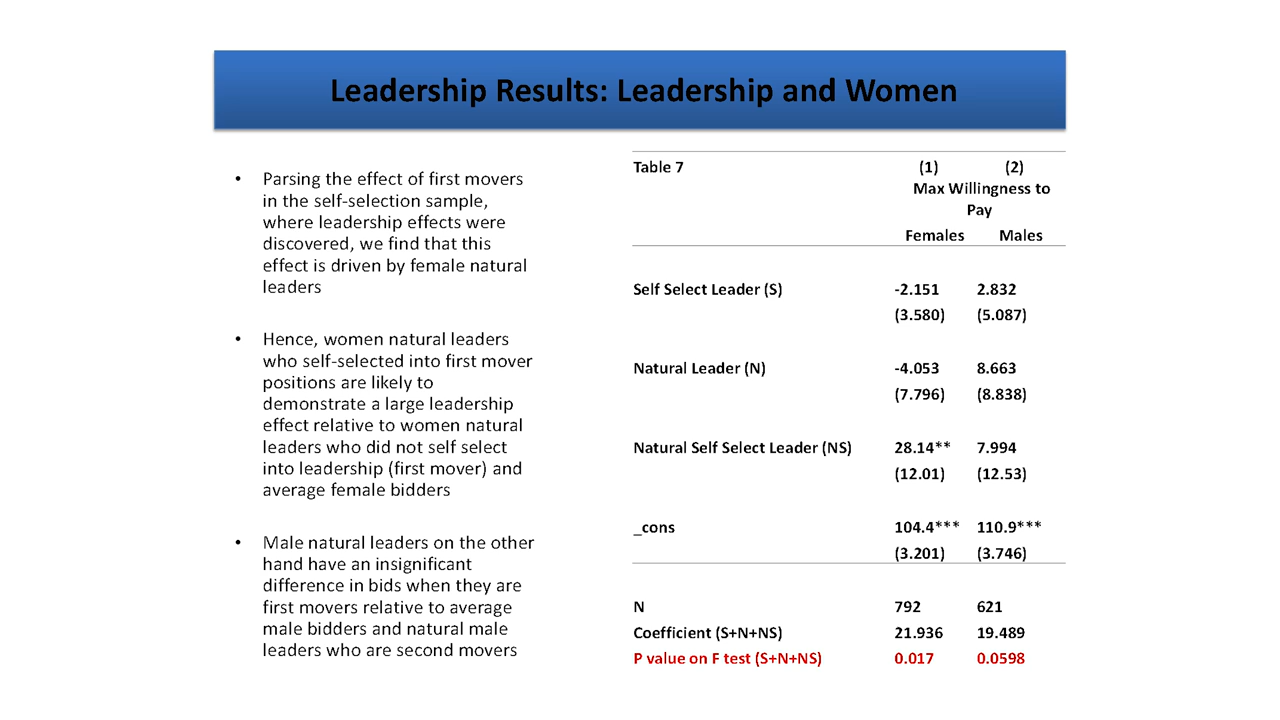 Leadership Results: Leadership and Women
• Parsing the effect of first movers
in the self-selection sample,
where leadership effects were
discovered, we find that this
effect is driven by female natural
leaders
• Hence, women natural leaders
who self-selected into first mover
positions are likely to
demonstrate a large leadership
effect relative to women natural
leaders who did not self select
into leadership (first mover) and
average female bidders
• Male natural leaders on the other
hand have an insignificant
difference in bids when they are
first movers relative to average
male bidders and natural male
leaders who are second movers
Table 7 (1) (2)
Max Willingness to
Pay
Females Males
Self Select Leader (S) -2.151 2.832
(3.580) (5.087)
Natural Leader (N) -4.053 8.663
(7.796) (8.838)
Natural Self Select Leader (NS) 28.14** 7.994
(12.01) (12.53)
_cons 104.4*** 110.9***
(3.201) (3.746)
N 792 621
Coefficient (S+N+NS) 21.936 19.489
P value on F test (S+N+NS) 0.017 0.0598